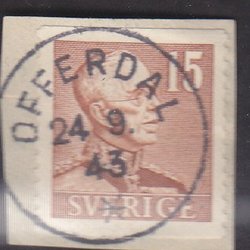 OFFERDAL
15
24.9.
43
SVERIGE